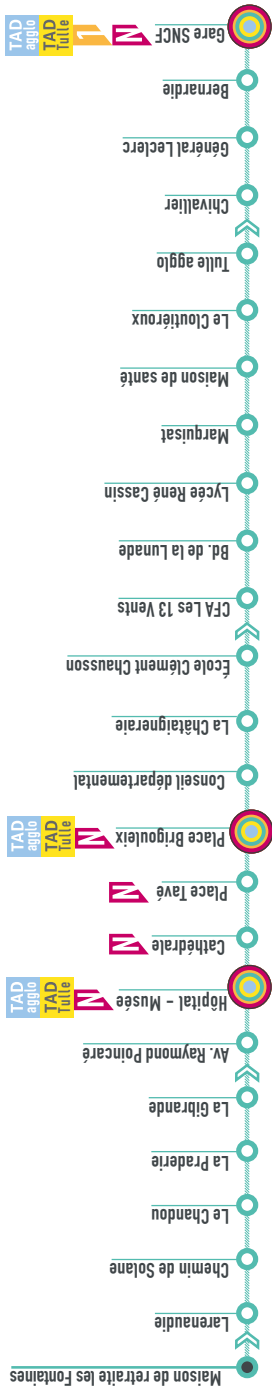 Maison de retraite les Fontaines
Larenaudie
Chemin de Solane
Le Chandou
La Praderie
La Gibrande
Av. Raymond Poincaré
Hôpital - Musée N TAD Tulle TAD agglo
Cathédrale N
Place Tavé N
Place Brigouleix N TAD Tulle TAD agglo
Conseil départemental
La Châtaigneraie
École Clément Chausson
CFA Les 13 Vents
Bd. de la Lunade
Lycée René Cassin
Marquisat
Maison de santé
Le Cloutiéroux
Tulle agglo
Chivallier
Général Leclerc
Bernardie
Gare SNCF N 1 TAD Tulle TAD agglo